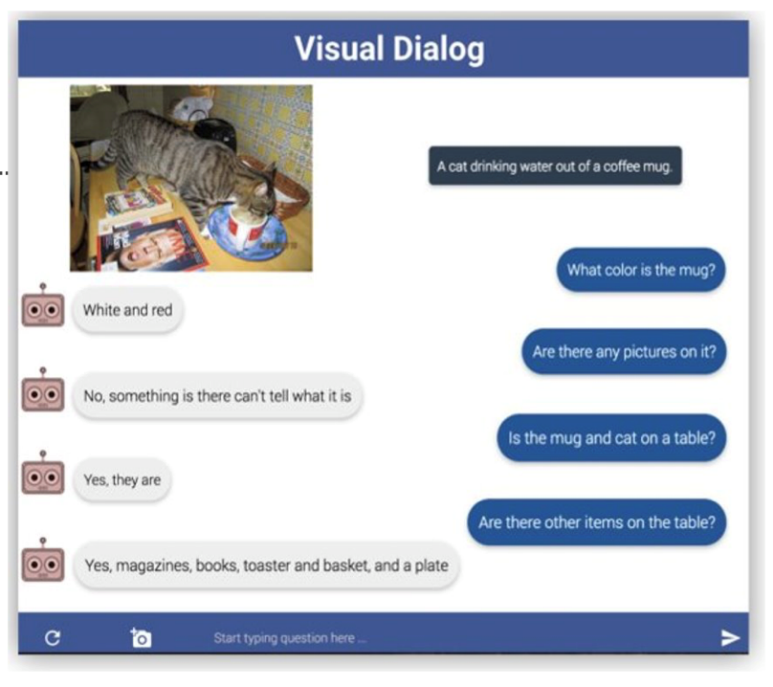 Visual Dialog
A cat drinking water out of a coffee mug.
What color is the mug?
White and red
Are there any pictures on it?
No, something is there can't tell what it is
Is the mug and cat on a table?
Yes, they are
Are there other items on the table?
Yes, magazines, books, toaster and basket, and a plate
Start typing question here ...